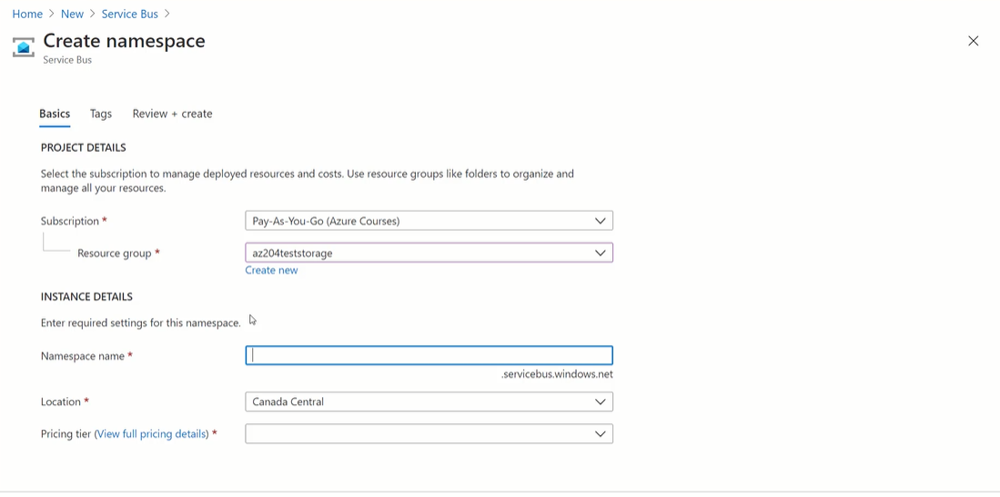 Home > New > Service Bus >
Create namespace
Service Bus
Basics Tags Review + create
PROJECT DETAILS
Select the subscription to manage deployed resources and costs. Use resource groups like folders to organize and
manage all your resources.
Subscription * Pay-As-You-Go (Azure Courses)
Resource group * az204teststorage
Create new
INSTANCE DETAILS
Enter required settings for this namespace.
Namespace name *
.servicebus.windows.net
Location * Canada Central
Pricing tier (View full pricing details) *